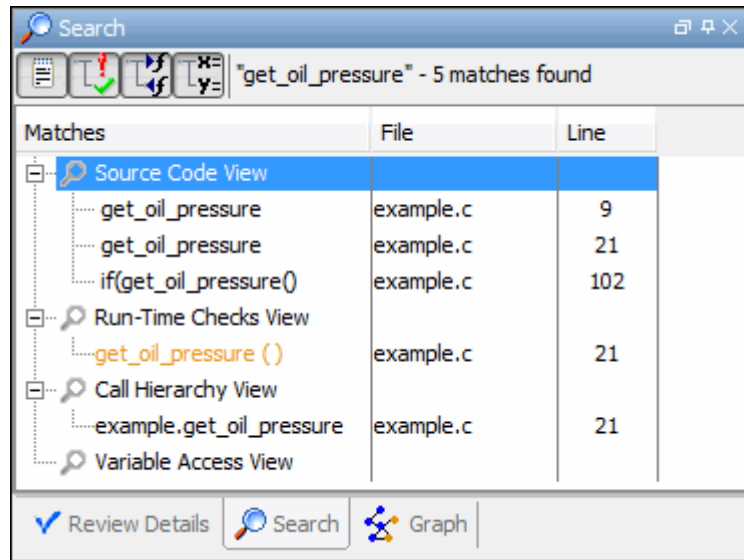 Search
"get_oil_pressure" - 5 matches found
Matches File Line
Source Code View
get_oil_pressure example.c 9
get_oil_pressure example.c 21
if(get_oil_pressure() example.c 102
Run-Time Checks View
get_oil_pressure ( ) example.c 21
Call Hierarchy View
example.get_oil_pressure example.c 21
Variable Access View
Review Details Search Graph